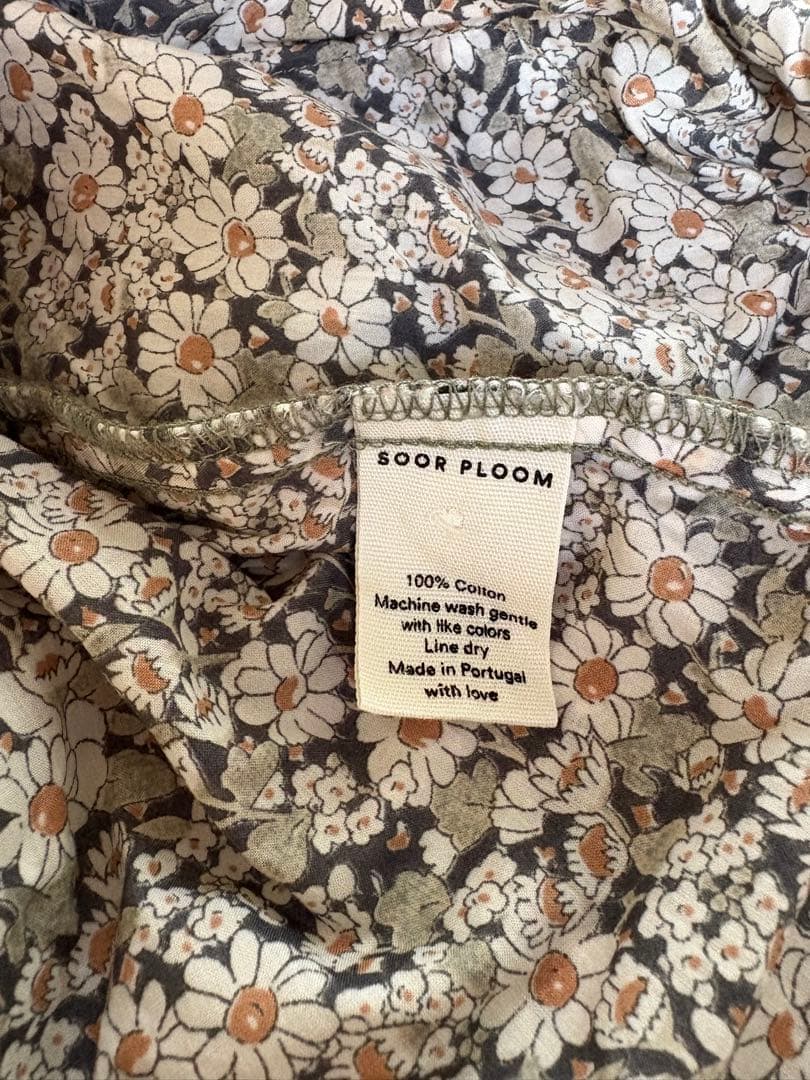 SOOR PLOOM
100% Cotton
Machine wash gentle
with like colors
Line dry
Made in Portugal
with love